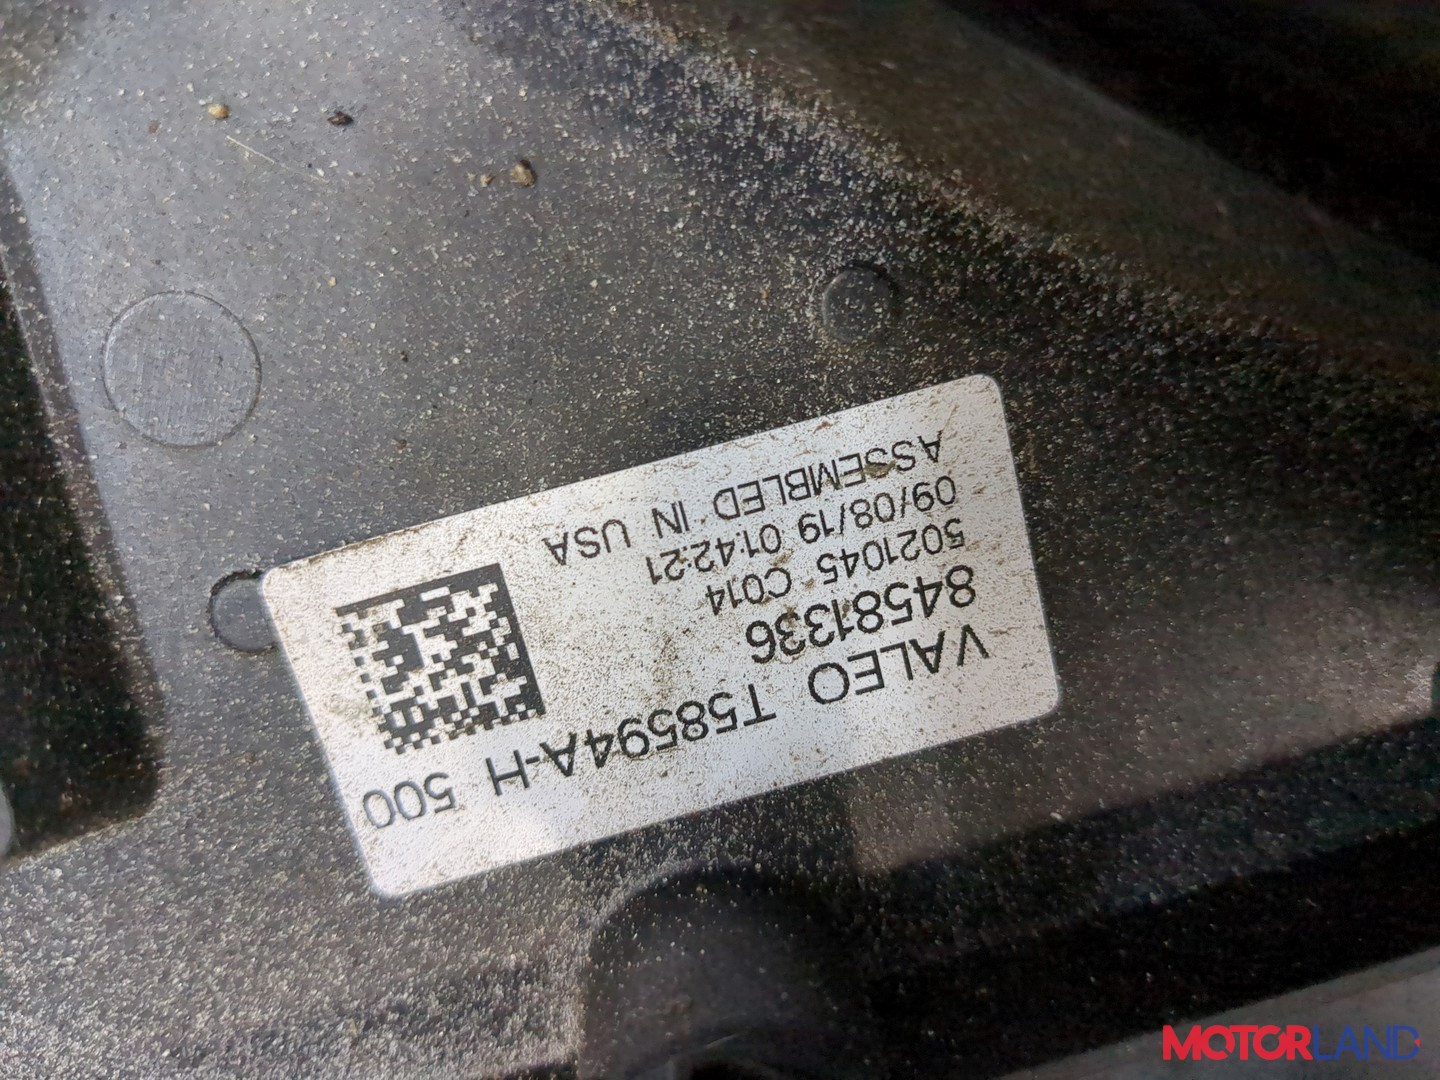 VALEO T58594A-H 500
84581336
5021045 C014
09/08/19 01:42:21
ASSEMBLED IN USA
MOTORLAND